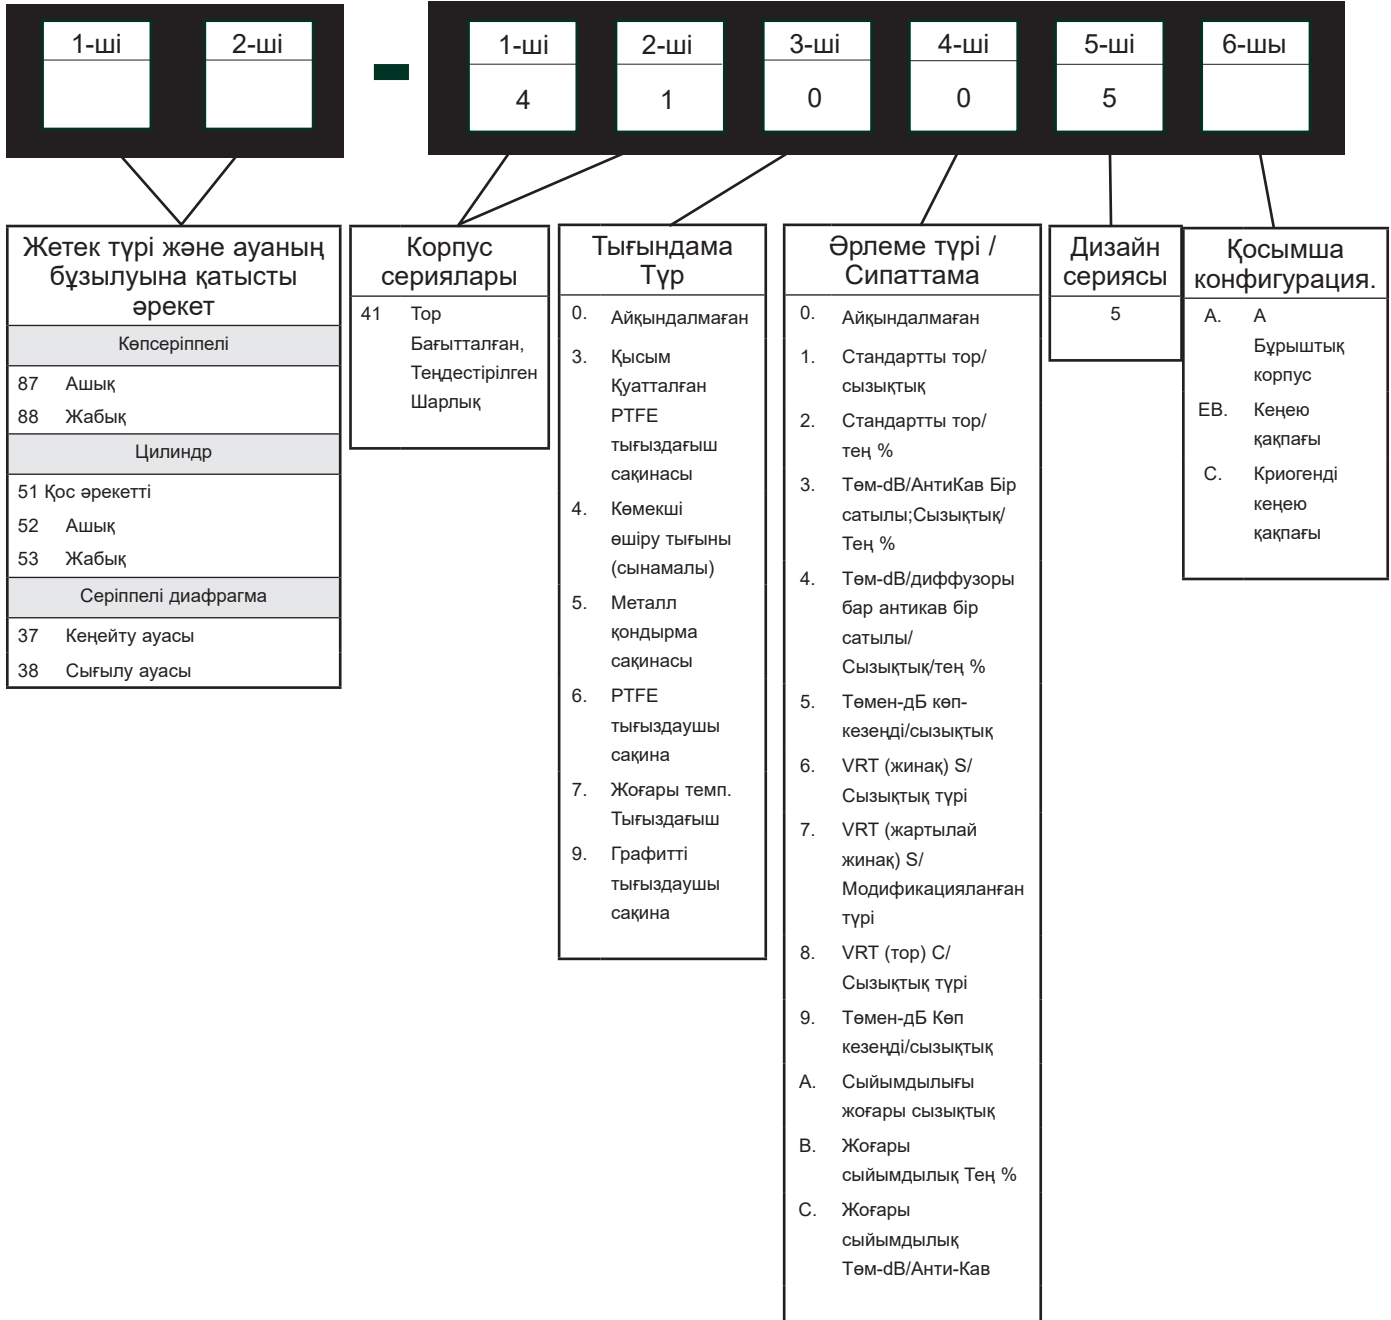 1-ші
2-ші
1-ші
4
2-ші
1
3-ші
0
4-ші
0
5-ші
5
6-шы
Жетек түрі және ауаның
бұзылуына қатысты
әрекет
Көпсеріппелі
87 Ашық
88 Жабық
Цилиндр
51 Қос әрекетті
52 Ашық
53 Жабық
Серіппелі диафрагма
37 Кеңейту ауасы
38 Сығылу ауасы
Корпус
сериялары
41 Тор
Бағытталған,
Теңдестірілген
Шарлық
Тығындама
Түр
0. Айқындалмаған
3. Қысым
Қуатталған
PTFE
тығыздағыш
сақинасы
4. Көмекші
өшіру тығыны
(сынамалы)
5. Металл
қондырма
сақинасы
6. PTFE
тығыздаушы
сақина
7. Жоғары темп.
Тығыздағыш
9. Графитті
тығыздаушы
сақина
Әрлеме түрі /
Сипаттама
0. Айқындалмаған
1. Стандартты тор/
сызықтық
2. Стандартты тор/
тең %
3. Төм-dB/АнтиКав Бір
сатылы;Сызықтық/
Тең %
4. Төм-dB/диффузоры
бар антикав бір
сатылы/
Сызықтық/тең %
5. Төмен-дБ көп-
кезеңді/сызықтық
6. VRT (жинақ) S/
Сызықтық түрі
7. VRT (жартылай
жинақ) S/
Модификацияланған
түрі
8. VRT (тор) C/
Сызықтық түрі
9. Төмен-дБ Көп
кезеңді/сызықтық
A. Сыйымдылығы
жоғары сызықтық
B. Жоғары
сыйымдылық Тең %
C. Жоғары
сыйымдылық
Төм-dB/Анти-Кав
Дизайн
сериясы
5
Қосымша
конфигурация.
A. А
Бұрыштық
корпус
EB. Кеңею
қақпағы
C. Криогенді
кеңею
қақпағы